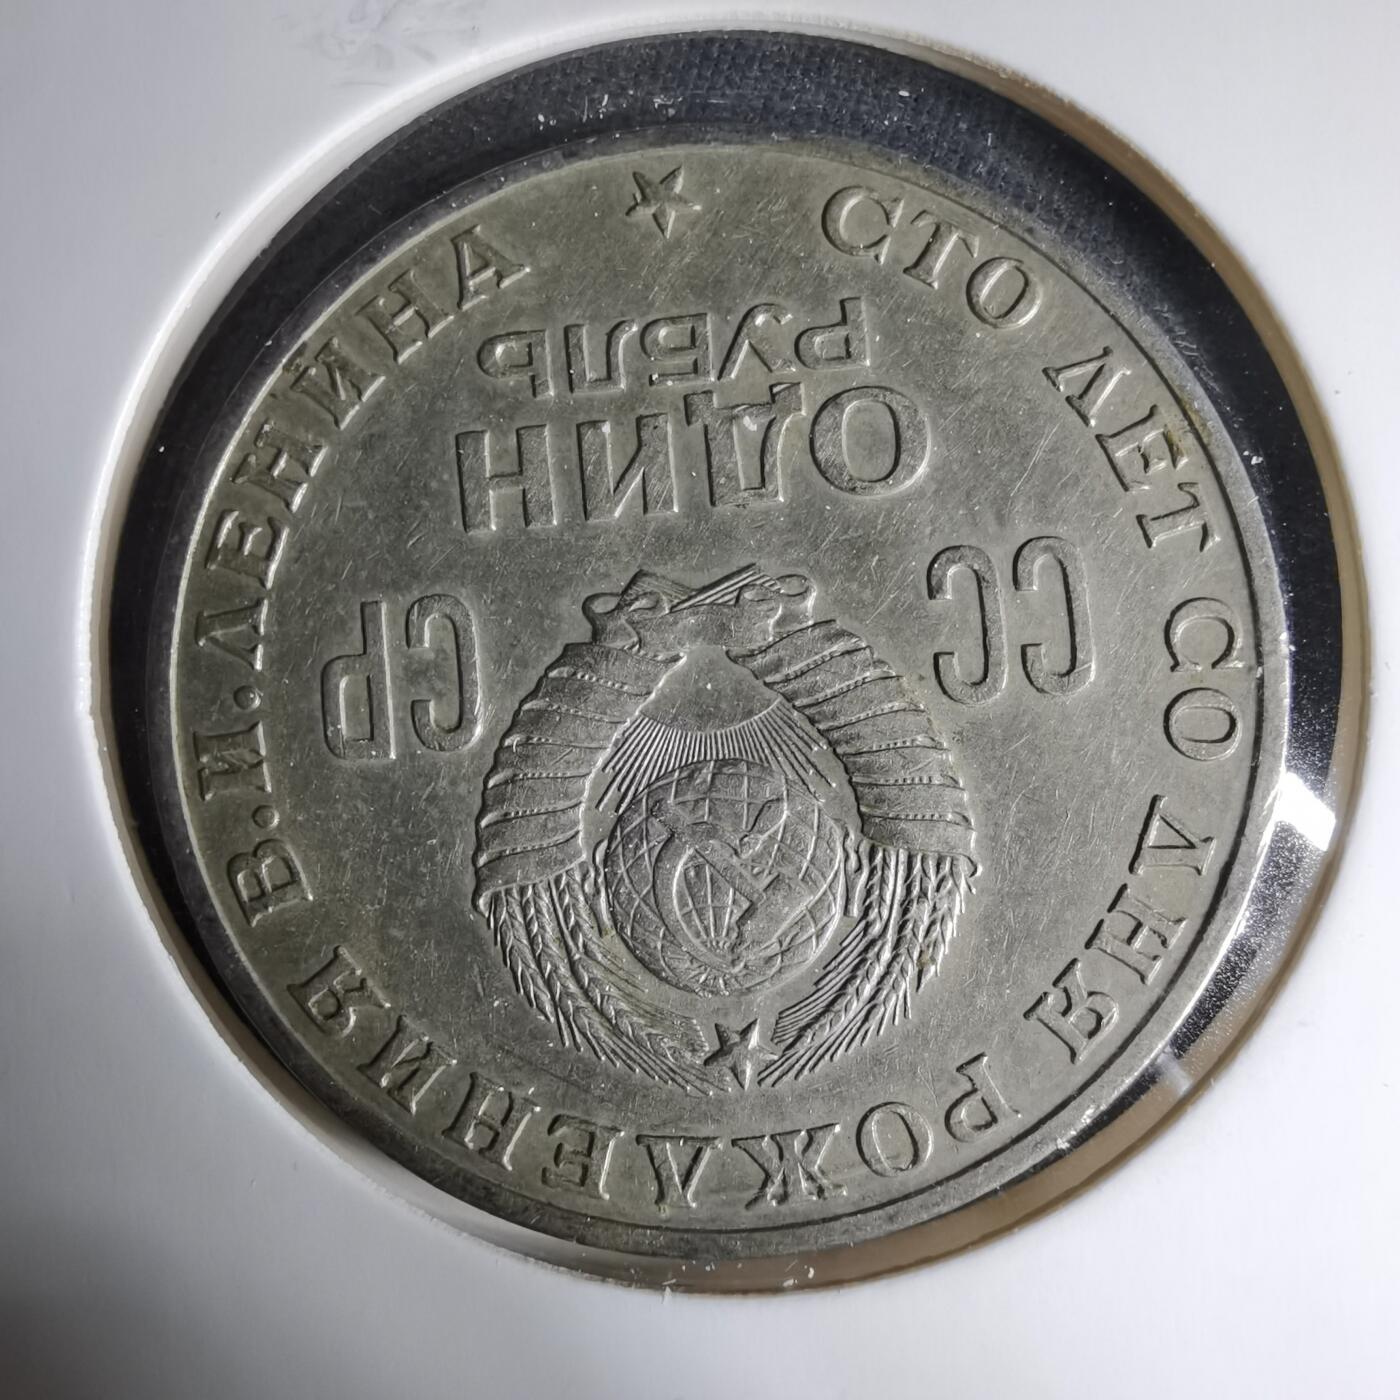 СС СР
ОДИН
РУБЛЬ
СТО ЛЕТ СО ДНЯ РОЖДЕНИЯ В.И.ЛЕНИНА